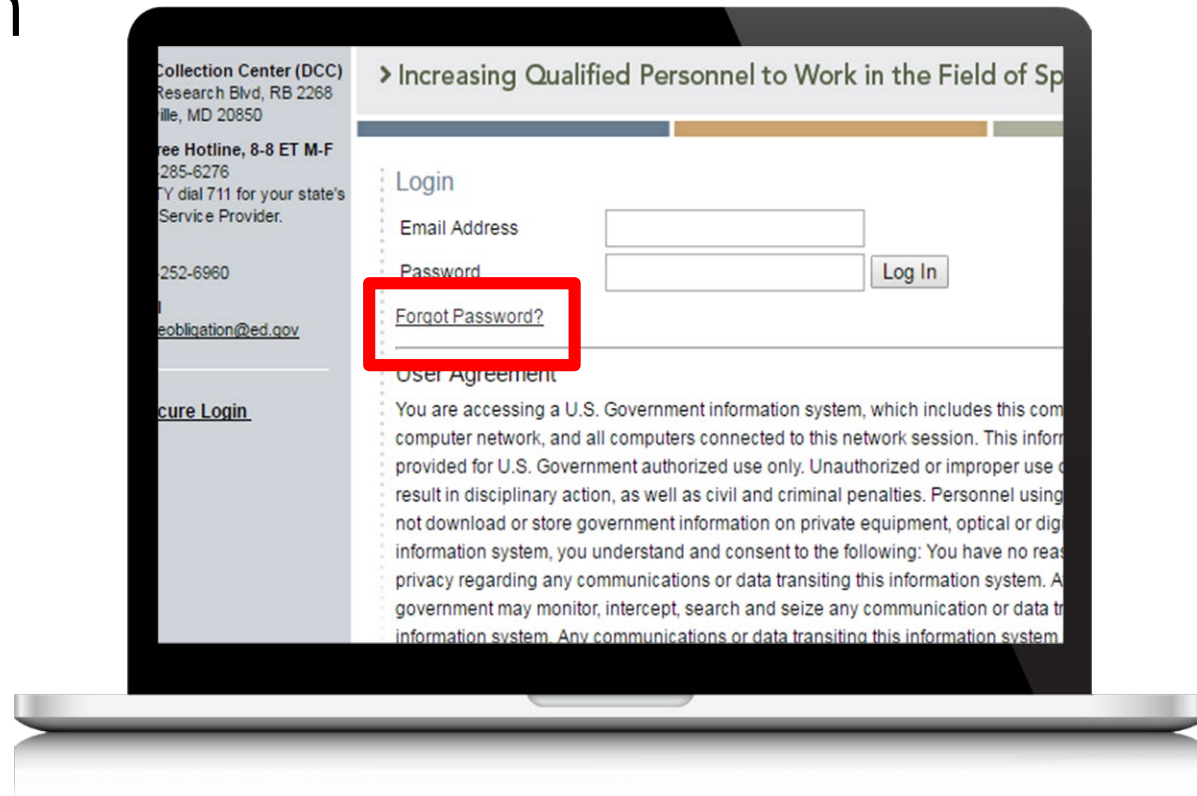 Collection Center (DCC)
Research Blvd, RB 2268
ville, MD 20850
ree Hotline, 8-8 ET M-F
-285-6276
TY dial 711 for your state's
Service Provider.
-252-6960
eobligation@ed.gov
cure Login
> Increasing Qualified Personnel to Work in the Field of Sp
Login
Email Address
Password
Log In
Forgot Password?
User Agreement
You are accessing a U.S. Government information system, which includes this com
computer network, and all computers connected to this network session. This inform
provided for U.S. Government authorized use only. Unauthorized or improper use o
result in disciplinary action, as well as civil and criminal penalties. Personnel using
not download or store government information on private equipment, optical or digi
information system, you understand and consent to the following: You have no reas
privacy regarding any communications or data transiting this information system. A
government may monitor, intercept, search and seize any communication or data tr
information system. Any communications or data transiting this information system